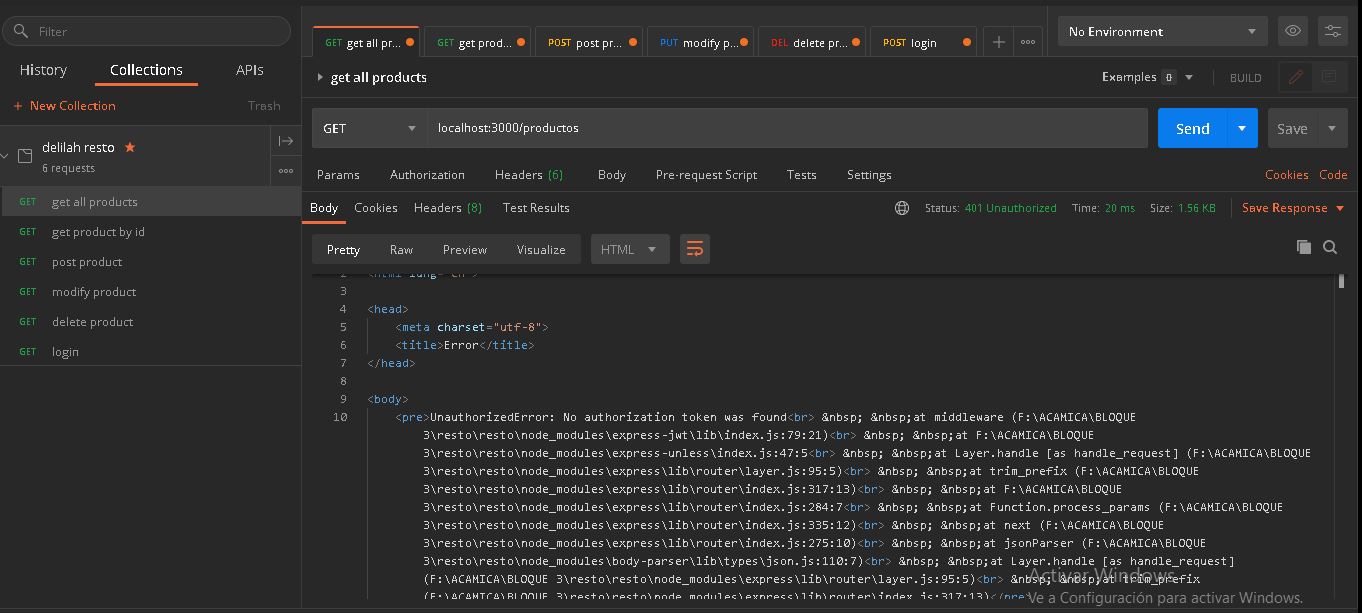 Filter
History Collections APIs
+ New Collection Trash
delilah resto
6 requests
GET get all products
GET get product by id
GET post product
GET modify product
GET delete product
GET login
GET get all pr... GET get prod... POST post pr... PUT modify p... DEL delete pr... POST login
No Environment
get all products
Examples 0 BUILD
GET localhost:3000/productos Send Save
Params Authorization Headers (6) Body Pre-request Script Tests Settings Cookies Code
Body Cookies Headers (8) Test Results Status: 401 Unauthorized Time: 20 ms Size: 1.56 KB Save Response
Pretty Raw Preview Visualize HTML
2 <html lang="en">
3
4 <head>
5 <meta charset="utf-8">
6 <title>Error</title>
7 </head>
8
9 <body>
10 <pre>UnauthorizedError: No authorization token was found<br> &nbsp; &nbsp;at middleware (F:\ACAMICA\BLOQUE
3\resto\resto\node_modules\express-jwt\lib\index.js:79:21)<br> &nbsp; &nbsp;at F:\ACAMICA\BLOQUE
3\resto\resto\node_modules\express-unless\index.js:47:5<br> &nbsp; &nbsp;at Layer.handle [as handle_request] (F:\ACAMICA\BLOQUE
3\resto\resto\node_modules\express\lib\router\layer.js:95:5)<br> &nbsp; &nbsp;at trim_prefix (F:\ACAMICA\BLOQUE
3\resto\resto\node_modules\express\lib\router\index.js:317:13)<br> &nbsp; &nbsp;at F:\ACAMICA\BLOQUE
3\resto\resto\node_modules\express\lib\router\index.js:284:7<br> &nbsp; &nbsp;at Function.process_params (F:\ACAMICA\BLOQUE
3\resto\resto\node_modules\express\lib\router\index.js:335:12)<br> &nbsp; &nbsp;at next (F:\ACAMICA\BLOQUE
3\resto\resto\node_modules\express\lib\router\index.js:275:10)<br> &nbsp; &nbsp;at jsonParser (F:\ACAMICA\BLOQUE
3\resto\resto\node_modules\body-parser\lib\types\json.js:110:7)<br> &nbsp; &nbsp;at Layer.handle [as handle_request]
(F:\ACAMICA\BLOQUE 3\resto\resto\node_modules\express\lib\router\layer.js:95:5)<br> &nbsp; &nbsp;at trim_prefix
(F:\ACAMICA\BLOQUE 3\resto\resto\node_modules\express\lib\router\index.js:317:13)</pre>
Activar Windows
Ve a Configuración para activar Windows.